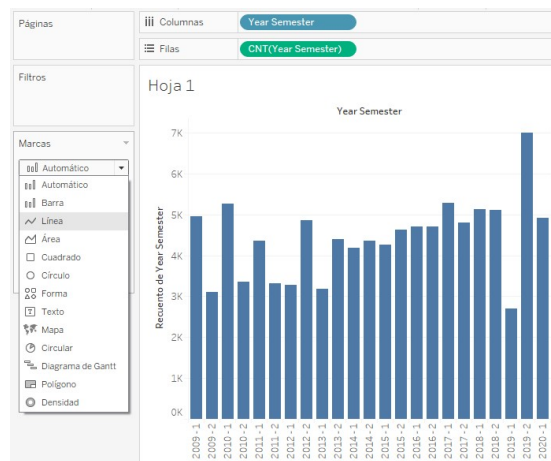 Páginas
Columnas
Year Semester
Filas
CNT(Year Semester)
Filtros
Hoja 1
Year Semester
Marcas
Automático
Automático
Barra
Línea
Área
Cuadrado
Círculo
Forma
Texto
Mapa
Circular
Diagrama de Gantt
Polígono
Densidad
Recuento de Year Semester
7K
6K
5K
4K
3K
2K
1K
0K
2009 - 1
2009 - 2
2010 - 1
2010 - 2
2011 - 1
2011 - 2
2012 - 1
2012 - 2
2013 - 1
2013 - 2
2014 - 1
2014 - 2
2015 - 1
2015 - 2
2016 - 1
2016 - 2
2017 - 1
2017 - 2
2018 - 1
2018 - 2
2019 - 1
2019 - 2
2020 - 1